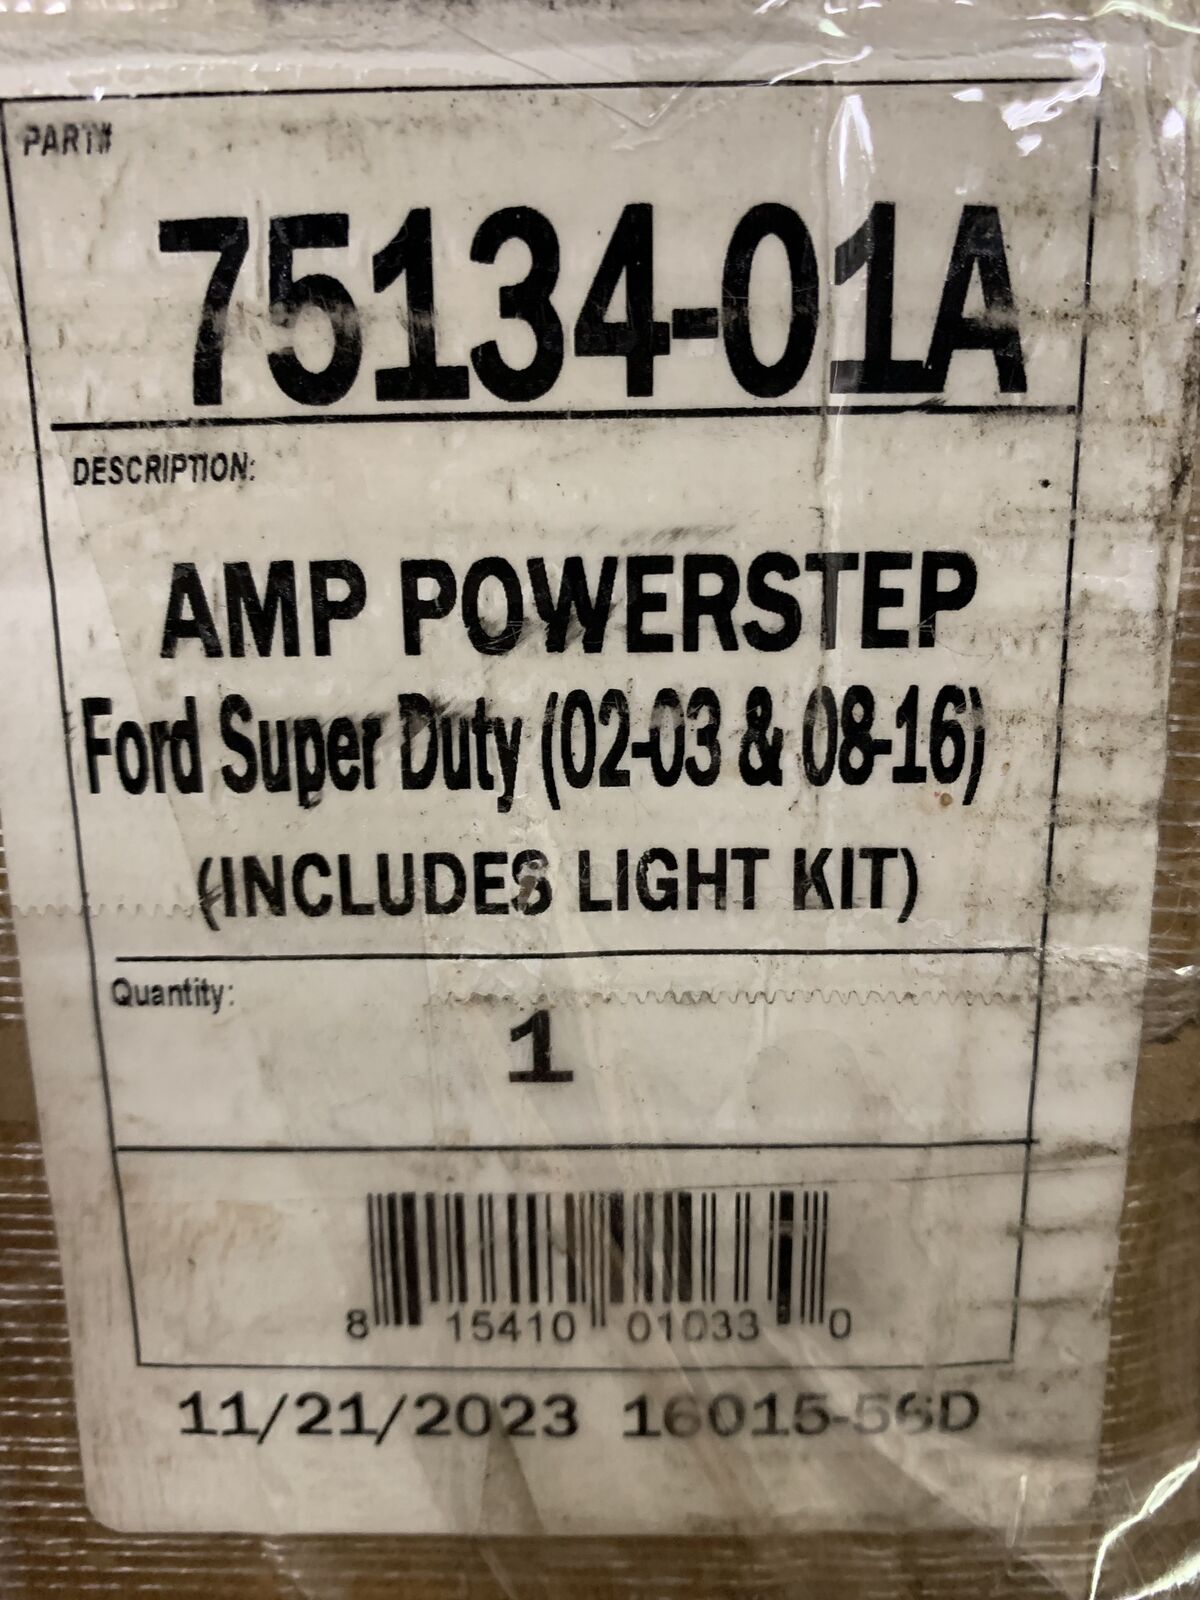 PART#
75134-01A
DESCRIPTION:
AMP POWERSTEP
Ford Super Duty (02-03 & 08-16)
(INCLUDES LIGHT KIT)
Quantity:
1
8 15410 01033 0
11/21/2023 16015-56D